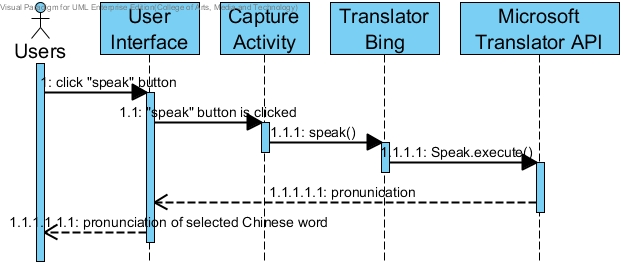 Visual Paradigm for UML Enterprise Edition(College of Arts, Media and Technology)
Users
User
Interface
Capture
Activity
Translator
Bing
Microsoft
Translator API
1: click "speak" button
1.1: "speak" button is clicked
1.1.1: speak()
1.1.1.1: Speak.execute()
1.1.1.1.1: pronunication
1.1.1.1.1.1: pronunciation of selected Chinese word